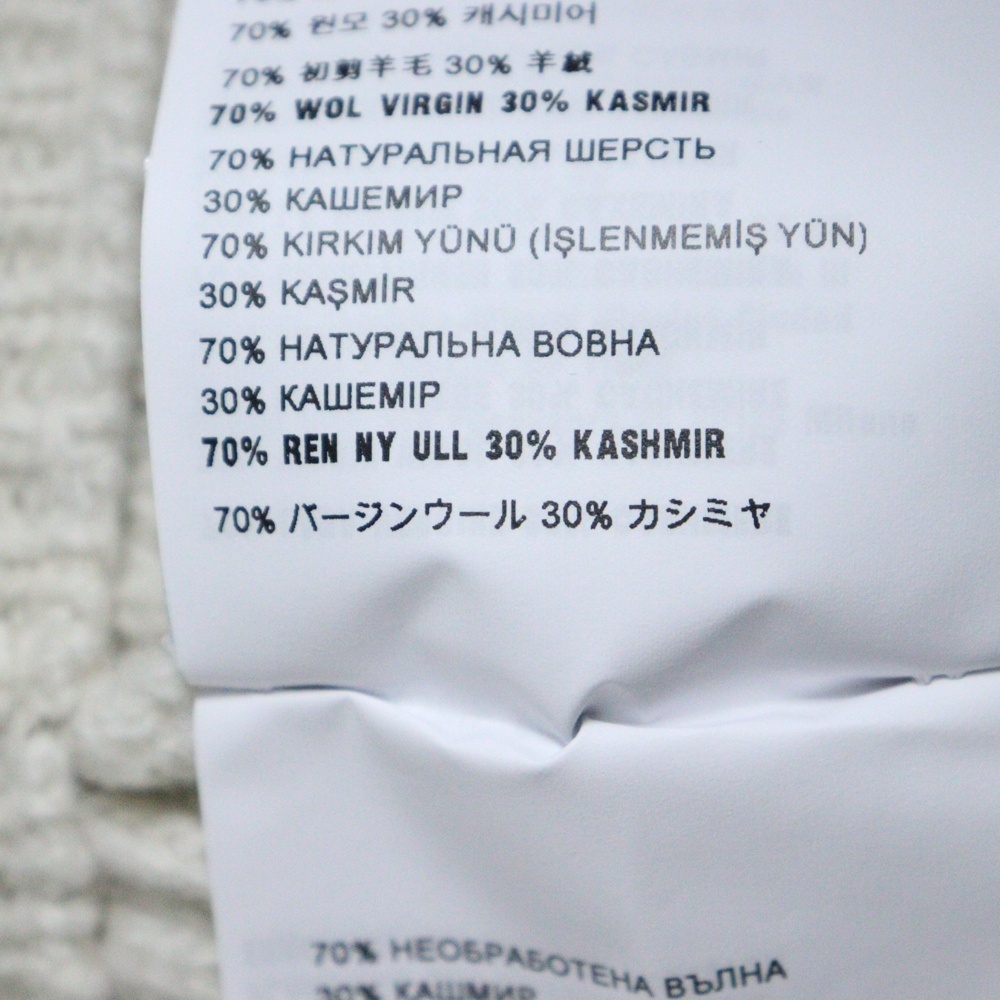 70% 원모 30% 캐시미어
70% 初剪羊毛 30% 羊絨
70% WOL VIRGIN 30% KASMIR
70% НАТУРАЛЬНАЯ ШЕРСТЬ
30% КАШЕМИР
70% KIRKIM YÜNÜ (İŞLENMEMİŞ YÜN)
30% KAŞMİR
70% НАТУРАЛЬНА ВОВНА
30% КАШЕМІР
70% REN NY ULL 30% KASHMIR
70% バージンウール 30% カシミヤ
70% НЕОБРАБОТЕНА ВЪЛНА
30% КАШМИР